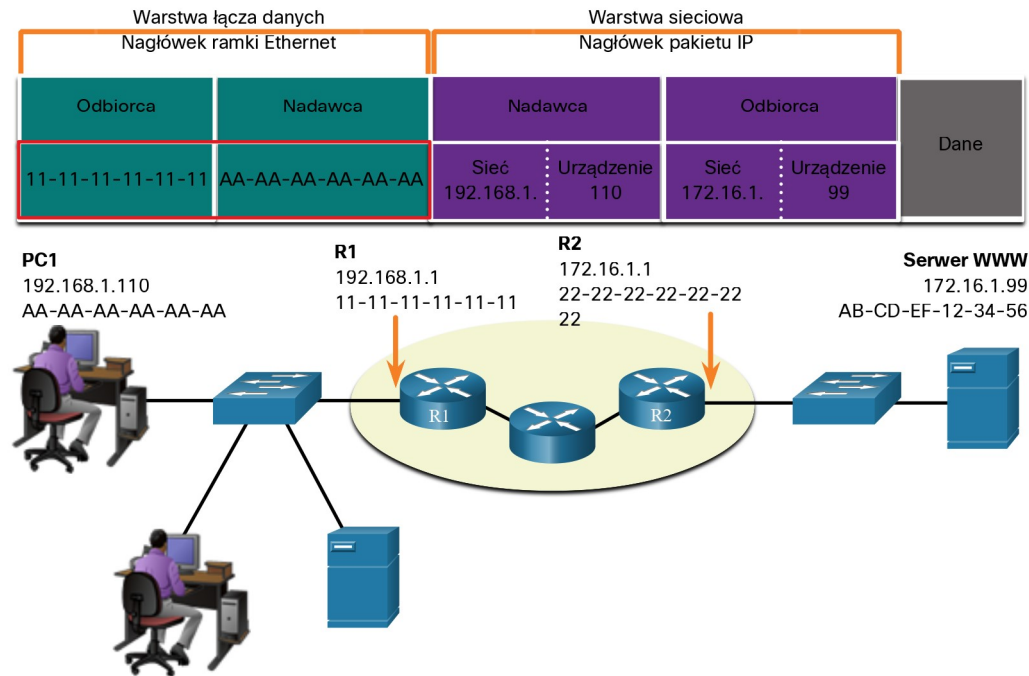 Warstwa łącza danych
Nagłówek ramki Ethernet
Warstwa sieciowa
Nagłówek pakietu IP
Odbiorca
Nadawca
Nadawca
Odbiorca
Dane
11-11-11-11-11-11
AA-AA-AA-AA-AA-AA
Sieć
192.168.1.
Urządzenie
110
Sieć
172.16.1.
Urządzenie
99
PC1
192.168.1.110
AA-AA-AA-AA-AA-AA
R1
192.168.1.1
11-11-11-11-11-11
R2
172.16.1.1
22-22-22-22-22-22
22
Serwer WWW
172.16.1.99
AB-CD-EF-12-34-56
R1
R2